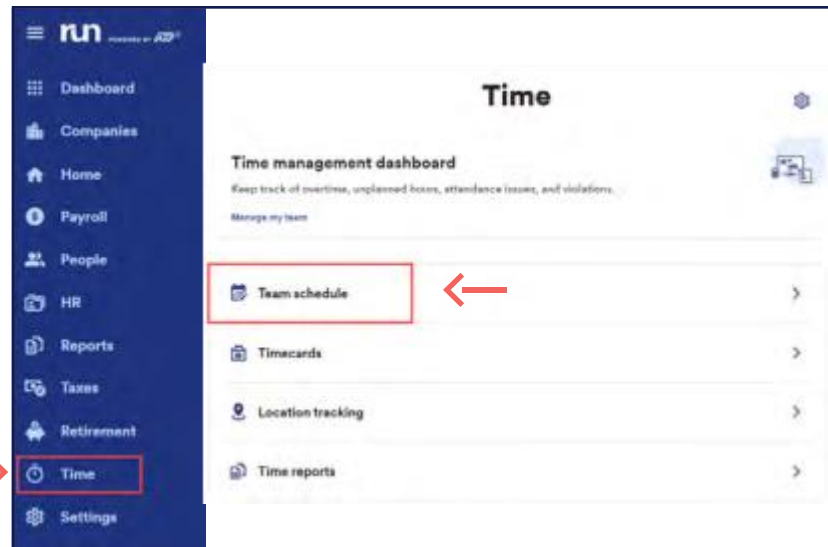 run POWERED BY ADP
Dashboard
Companies
Home
Payroll
People
HR
Reports
Taxes
Retirement
Time
Settings
Time
Time management dashboard
Keep track of overtime, unplanned hours, attendance issues, and violations.
Manage my team
Team schedule
Timecards
Location tracking
Time reports